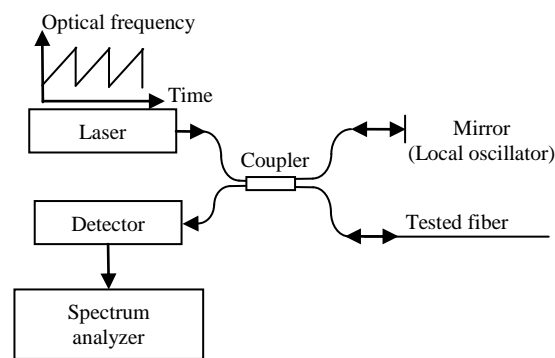 Optical frequency
Time
Laser
Coupler
Mirror
(Local oscillator)
Detector
Tested fiber
Spectrum
analyzer